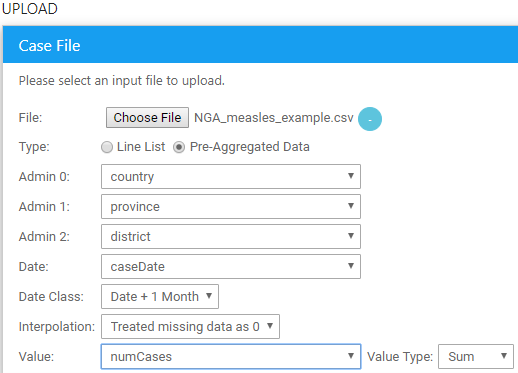 UPLOAD
Case File
Please select an input file to upload.
File: Choose File NGA_measles_example.csv -
Type: Line List Pre-Aggregated Data
Admin 0: country
Admin 1: province
Admin 2: district
Date: caseDate
Date Class: Date + 1 Month
Interpolation: Treated missing data as 0
Value: numCases Value Type: Sum